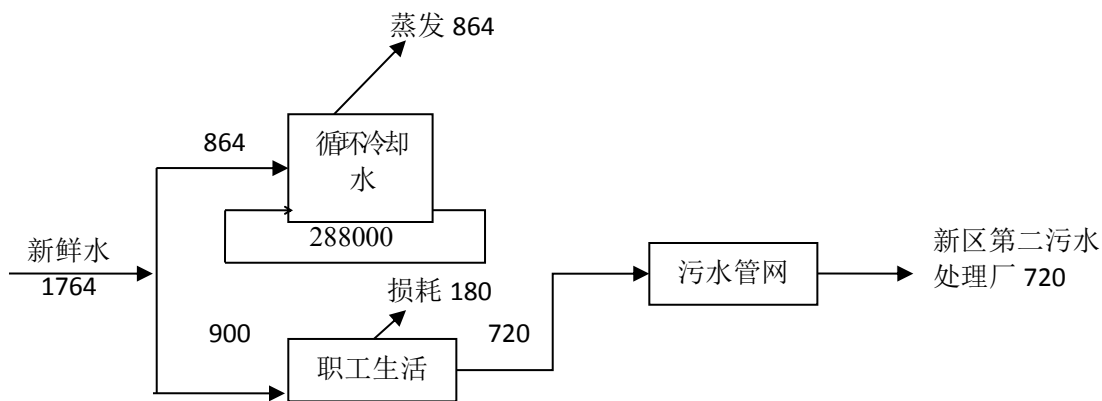 蒸发 864
864
循环冷却
水
288000
新鲜水
1764
新区第二污水
处理厂 720
污水管网
损耗 180
900
720
职工生活